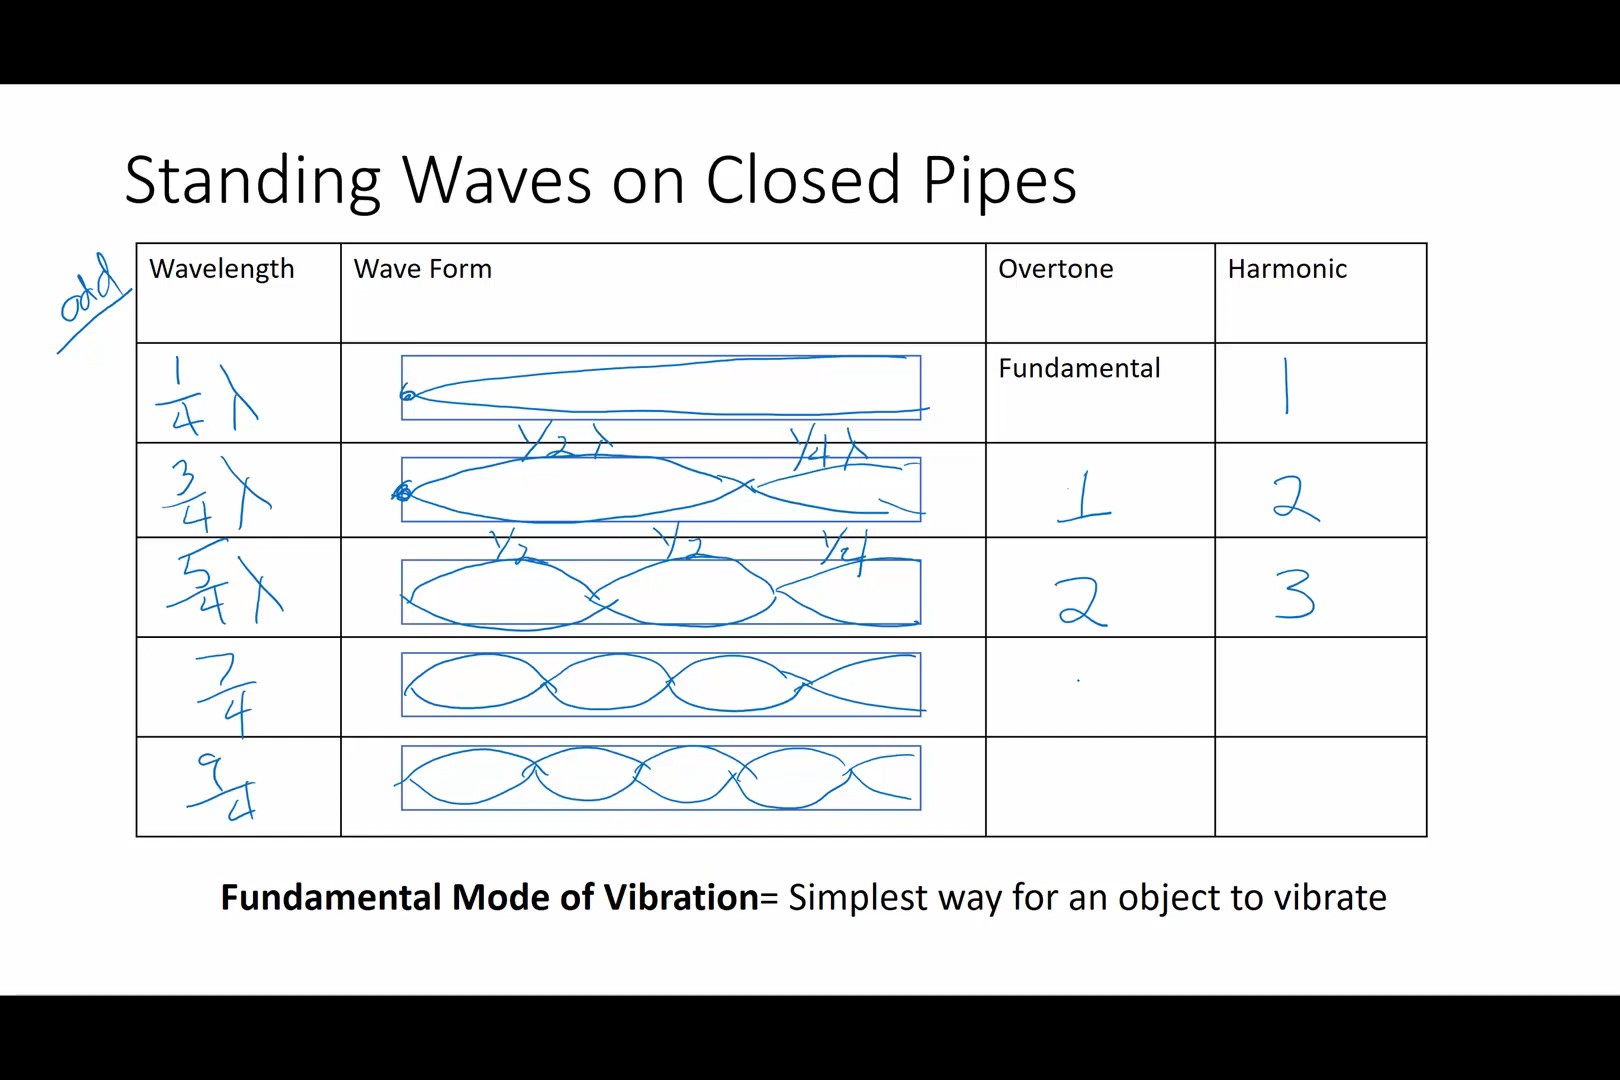 Standing Waves on Closed Pipes
odd
Wavelength Wave Form Overtone Harmonic
1/4 λ Fundamental 1
1/2 λ 1/4 λ
3/4 λ 1 2
1/2 1/2 1/4
5/4 λ 2 3
7/4
9/4
Fundamental Mode of Vibration= Simplest way for an object to vibrate